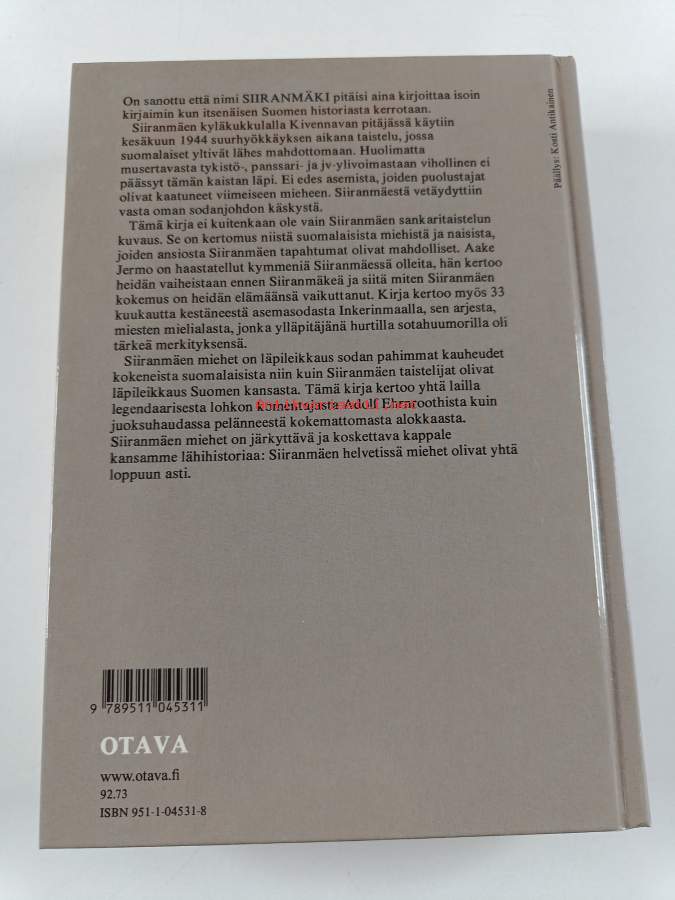 On sanottu että nimi SIIRANMÄKI pitäisi aina kirjoittaa isoin
kirjaimin kun itsenäisen Suomen historiasta kerrotaan.
Siiranmäen kyläkukkulalla Kivennavan pitäjässä käytiin
kesäkuun 1944 suurhyökkäyksen aikana taistelu, jossa
suomalaiset yltivät lähes mahdottomaan. Huolimatta
musertavasta tykistö-, panssari- ja jv-ylivoimastaan vihollinen ei
päässyt tämän kaistan läpi. Ei edes asemista, joiden puolustajat
olivat kaatuneet viimeiseen mieheen. Siiranmäestä vetäydyttiin
vasta oman sodanjohdon käskystä.
Tämä kirja ei kuitenkaan ole vain Siiranmäen sankaritaistelun
kuvaus. Se on kertomus niistä suomalaisista miehistä ja naisista,
joiden ansiosta Siiranmäen tapahtumat olivat mahdolliset. Aake
Jermo on haastatellut kymmeniä Siiranmäessä olleita, hän kertoo
heidän vaiheistaan ennen Siiranmäkeä ja siitä miten Siiranmäen
kokemus on heidän elämäänsä vaikuttanut. Kirja kertoo myös 33
kuukautta kestäneestä asemasodasta Inkerinmaalla, sen arjesta,
miesten mielialasta, jonka ylläpitäjänä hurtilla sotahuumorilla oli
tärkeä merkityksensä.
Siiranmäen miehet on läpileikkaus sodan pahimmat kauheudet
kokeneista suomalaisista niin kuin Siiranmäen taistelijat olivat
läpileikkaus Suomen kansasta. Tämä kirja kertoo yhtä lailla
legendaarisesta lohkon komentajasta Adolf Ehrnroothista kuin
juoksuhaudassa pelänneestä kokemattomasta alokkaasta.
Siiranmäen miehet on järkyttävä ja koskettava kappale
kansamme lähihistoriaa: Siiranmäen helvetissä miehet olivat yhtä
loppuun asti.
Päällys: Kosti Antikainen
9 789511 045311
OTAVA
www.otava.fi
92.73
ISBN 951-1-04531-8